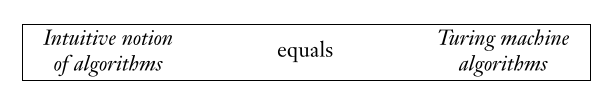 Intuitive notion
of algorithms
equals
Turing machine
algorithms